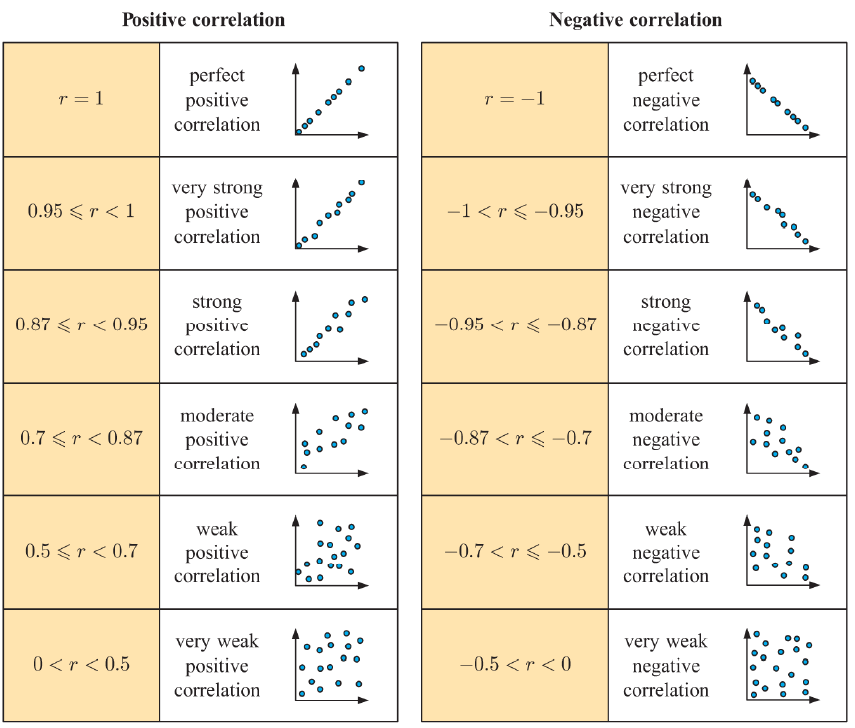 Positive correlation
r = 1
perfect
positive
correlation
0.95 ⩽ r < 1
very strong
positive
correlation
0.87 ⩽ r < 0.95
strong
positive
correlation
0.7 ⩽ r < 0.87
moderate
positive
correlation
0.5 ⩽ r < 0.7
weak
positive
correlation
0 < r < 0.5
very weak
positive
correlation
Negative correlation
r = −1
perfect
negative
correlation
−1 < r ⩽ −0.95
very strong
negative
correlation
−0.95 < r ⩽ −0.87
strong
negative
correlation
−0.87 < r ⩽ −0.7
moderate
negative
correlation
−0.7 < r ⩽ −0.5
weak
negative
correlation
−0.5 < r < 0
very weak
negative
correlation